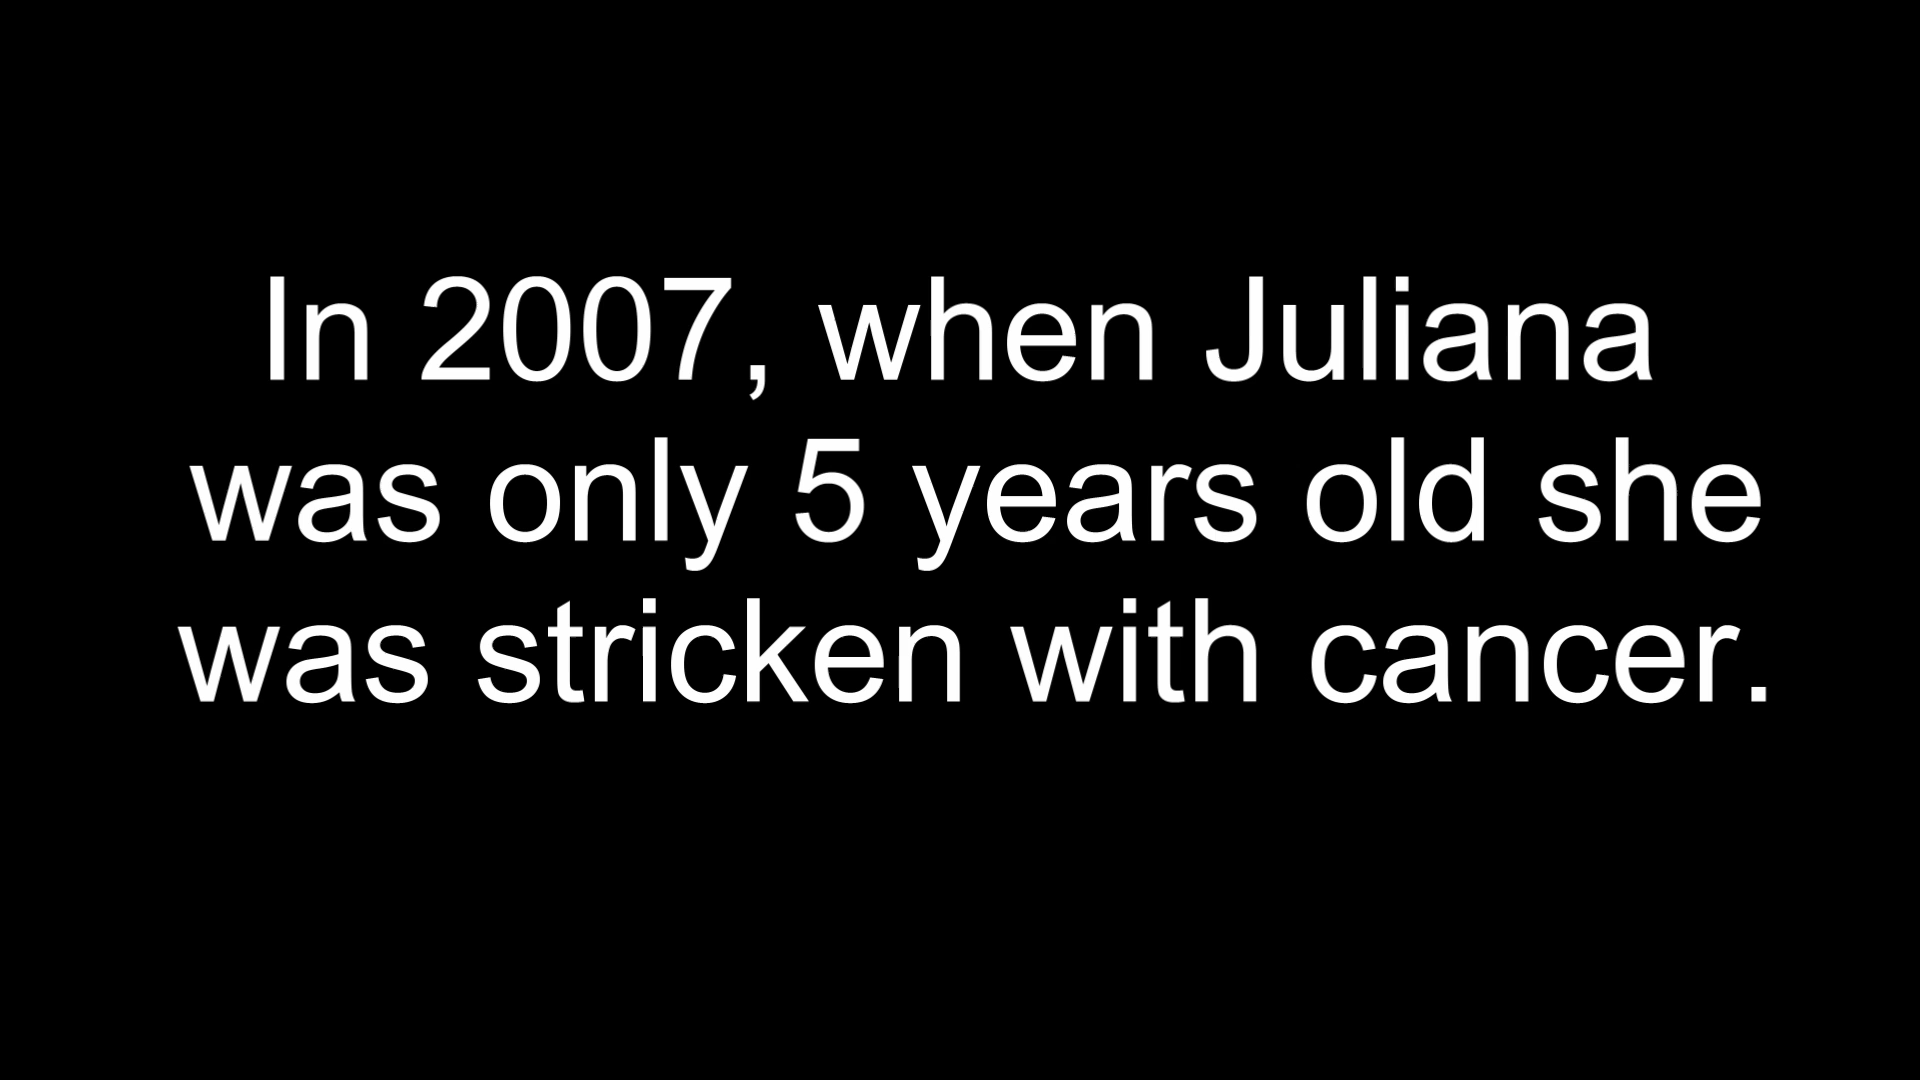 In 2007, when Juliana
was only 5 years old she
was stricken with cancer.